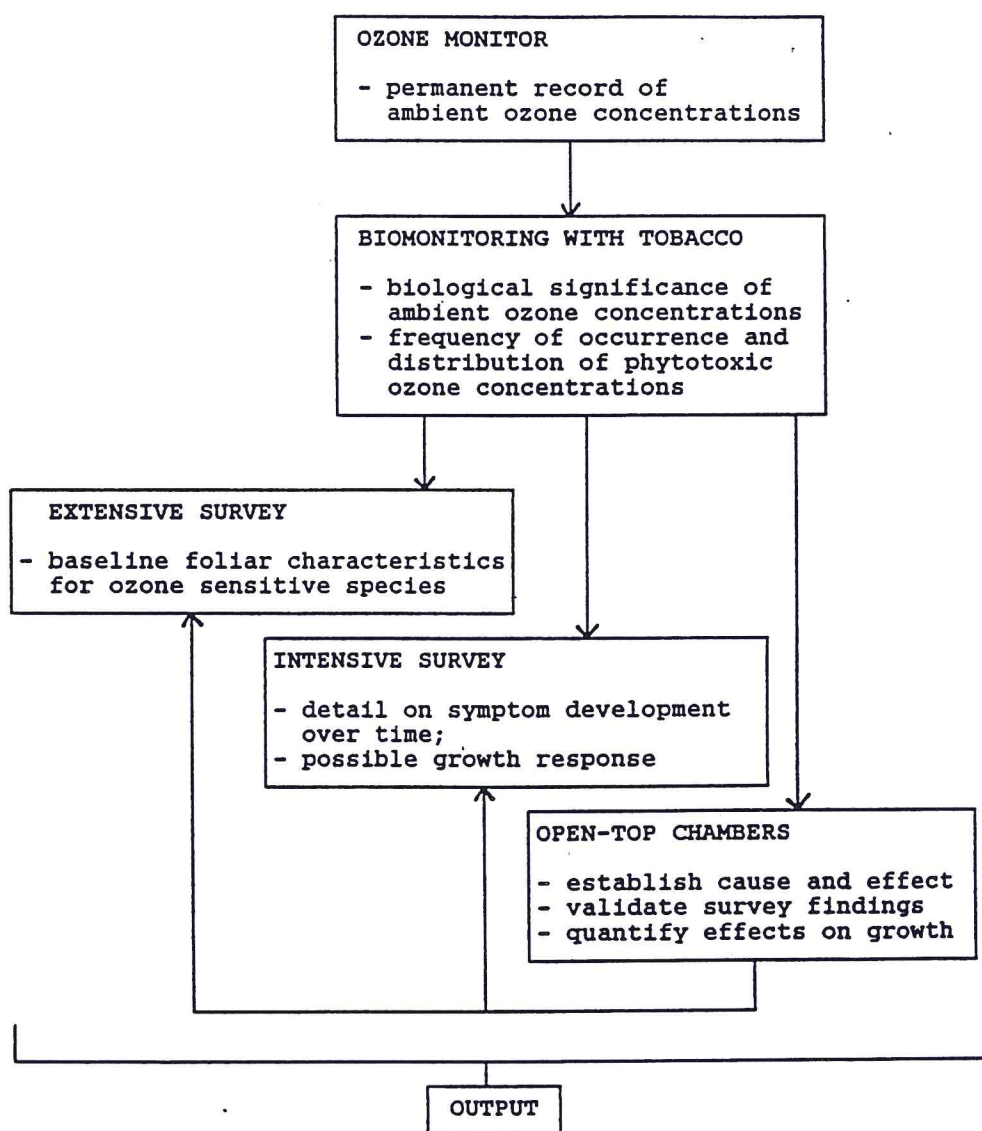 OZONE MONITOR
- permanent record of
ambient ozone concentrations
BIOMONITORING WITH TOBACCO
- biological significance of
ambient ozone concentrations
- frequency of occurrence and
distribution of phytotoxic
ozone concentrations
EXTENSIVE SURVEY
- baseline foliar characteristics
for ozone sensitive species
INTENSIVE SURVEY
- detail on symptom development
over time;
- possible growth response
OPEN-TOP CHAMBERS
- establish cause and effect
- validate survey findings
- quantify effects on growth
OUTPUT